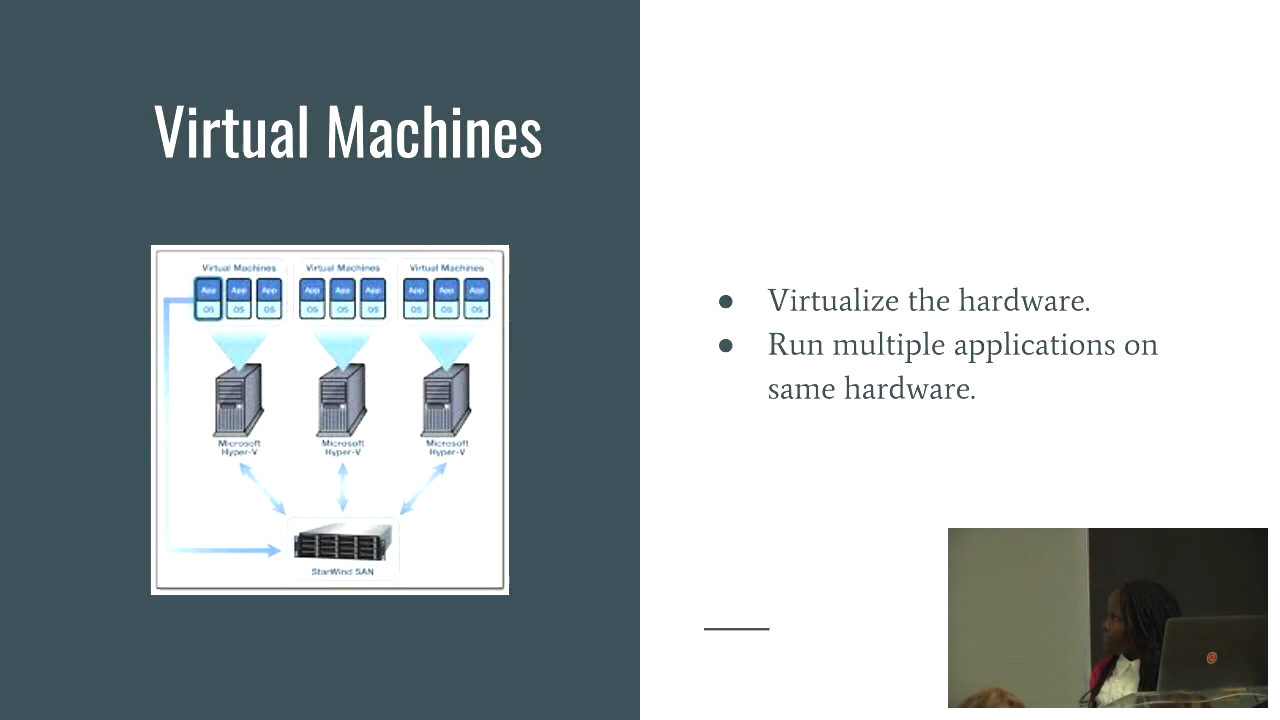 Virtual Machines
Virtual Machines
Virtual Machines
Virtual Machines
App App App
App App App
App App App
OS OS OS
OS OS OS
OS OS OS
Microsoft
Hyper-V
Microsoft
Hyper-V
Microsoft
Hyper-V
StarWind SAN
● Virtualize the hardware.
● Run multiple applications on
same hardware.